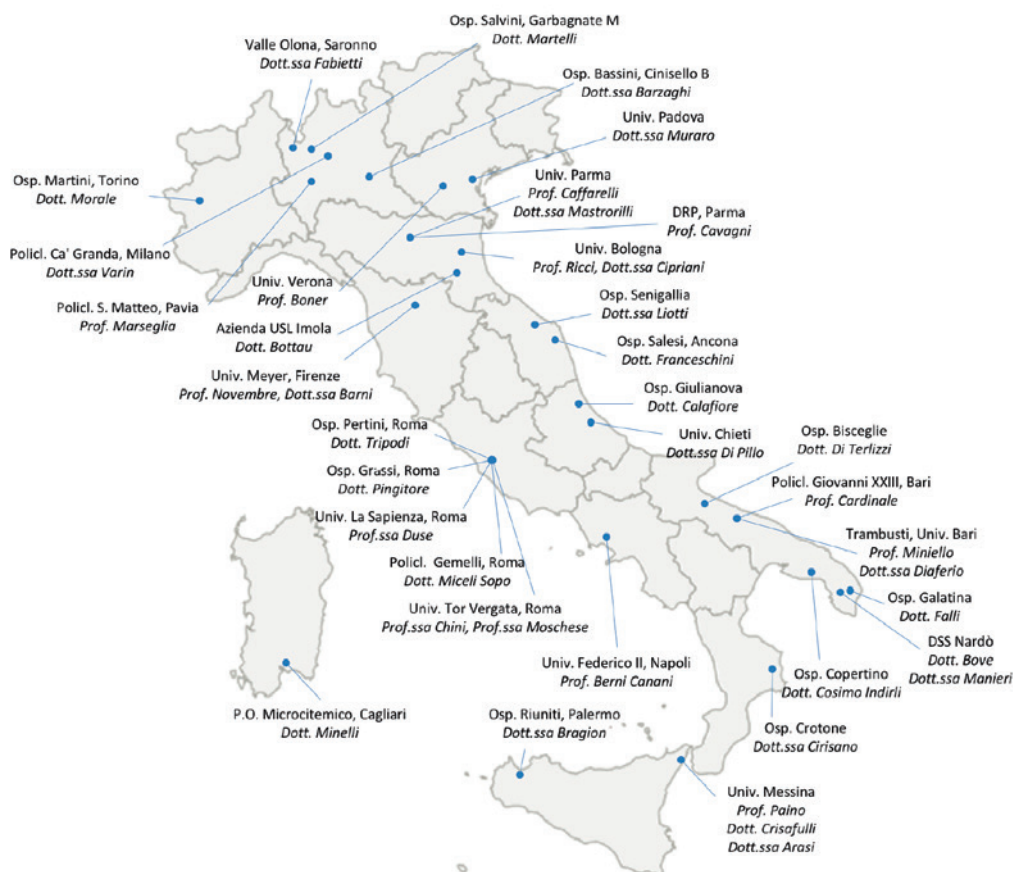 Osp. Salvini, Garbagnate M
Dott. Martelli
Valle Olona, Saronno
Dott.ssa Fabietti
Osp. Bassini, Cinisello B
Dott.ssa Barzaghi
Univ. Padova
Dott.ssa Muraro
Osp. Martini, Torino
Dott. Morale
Univ. Parma
Prof. Caffarelli
Dott.ssa Mastrorilli
DRP, Parma
Prof. Cavagni
Policl. Ca' Granda, Milano
Dott.ssa Varin
Univ. Bologna
Prof. Ricci, Dott.ssa Cipriani
Univ. Verona
Prof. Boner
Policl. S. Matteo, Pavia
Prof. Marseglia
Osp. Senigallia
Dott.ssa Liotti
Azienda USL Imola
Dott. Bottau
Osp. Salesi, Ancona
Dott. Franceschini
Univ. Meyer, Firenze
Prof. Novembre, Dott.ssa Barni
Osp. Giulianova
Dott. Calafiore
Osp. Pertini, Roma
Dott. Tripodi
Univ. Chieti
Dott.ssa Di Pillo
Osp. Bisceglie
Dott. Di Terlizzi
Osp. Grassi, Roma
Dott. Pingitore
Policl. Giovanni XXIII, Bari
Prof. Cardinale
Univ. La Sapienza, Roma
Prof.ssa Duse
Trambusti, Univ. Bari
Prof. Miniello
Dott.ssa Diaferio
Policl. Gemelli, Roma
Dott. Miceli Sopo
Osp. Galatina
Dott. Falli
Univ. Tor Vergata, Roma
Prof.ssa Chini, Prof.ssa Moschese
DSS Nardò
Dott. Bove
Dott.ssa Manieri
Univ. Federico II, Napoli
Prof. Berni Canani
Osp. Copertino
Dott. Cosimo Indirli
P.O. Microcitemico, Cagliari
Dott. Minelli
Osp. Riuniti, Palermo
Dott.ssa Bragion
Osp. Crotone
Dott.ssa Cirisano
Univ. Messina
Prof. Paino
Dott. Crisafulli
Dott.ssa Arasi